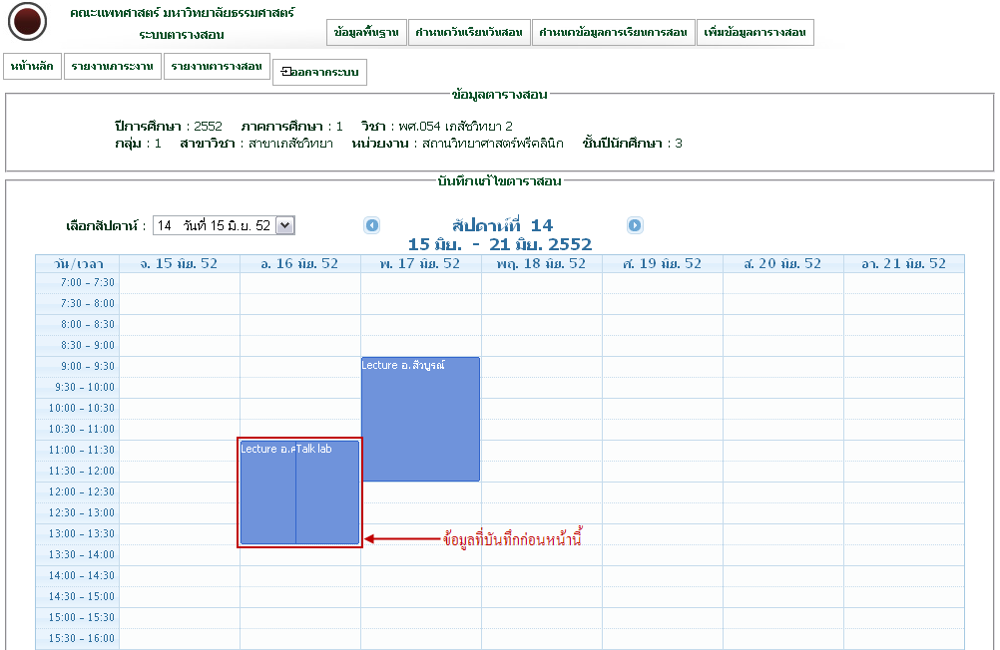 คณะแพทศาสตร์ มหาวิทยาลัยธรรมศาสตร์
ระบบตารางสอน
ข้อมูลพื้นฐาน กำหนดวันเรียนวันสอน กำหนดข้อมูลการเรียนการสอน เพิ่มข้อมูลตารางสอน
หน้าหลัก รายงานภาระงาน รายงานตารางสอน ออกจากระบบ
ข้อมูลตารางสอน
ปีการศึกษา : 2552 ภาคการศึกษา : 1 วิชา : พศ.054 เภสัชวิทยา 2
กลุ่ม : 1 สาขาวิชา : สาขาเภสัชวิทยา หน่วยงาน : สถานวิทยาศาสตร์พรีคลินิก ชั้นปีนักศึกษา : 3
บันทึกแก้ไขตาราสอน
เลือกสัปดาห์ : 14 วันที่ 15 มิ.ย. 52
สัปดาห์ที่ 14
15 มิย. - 21 มิย. 2552
วัน/เวลา จ. 15 มิย. 52 อ. 16 มิย. 52 พ. 17 มิย. 52 พฤ. 18 มิย. 52 ศ. 19 มิย. 52 ส. 20 มิย. 52 อา. 21 มิย. 52
7:00 - 7:30
7:30 - 8:00
8:00 - 8:30
8:30 - 9:00
9:00 - 9:30 Lecture อ.สัวบูรณ์
9:30 - 10:00
10:00 - 10:30
10:30 - 11:00
11:00 - 11:30 Lecture อ. Talk lab
11:30 - 12:00
12:00 - 12:30
12:30 - 13:00
13:00 - 13:30
ข้อมูลที่บันทึกก่อนหน้านี้
13:30 - 14:00
14:00 - 14:30
14:30 - 15:00
15:00 - 15:30
15:30 - 16:00